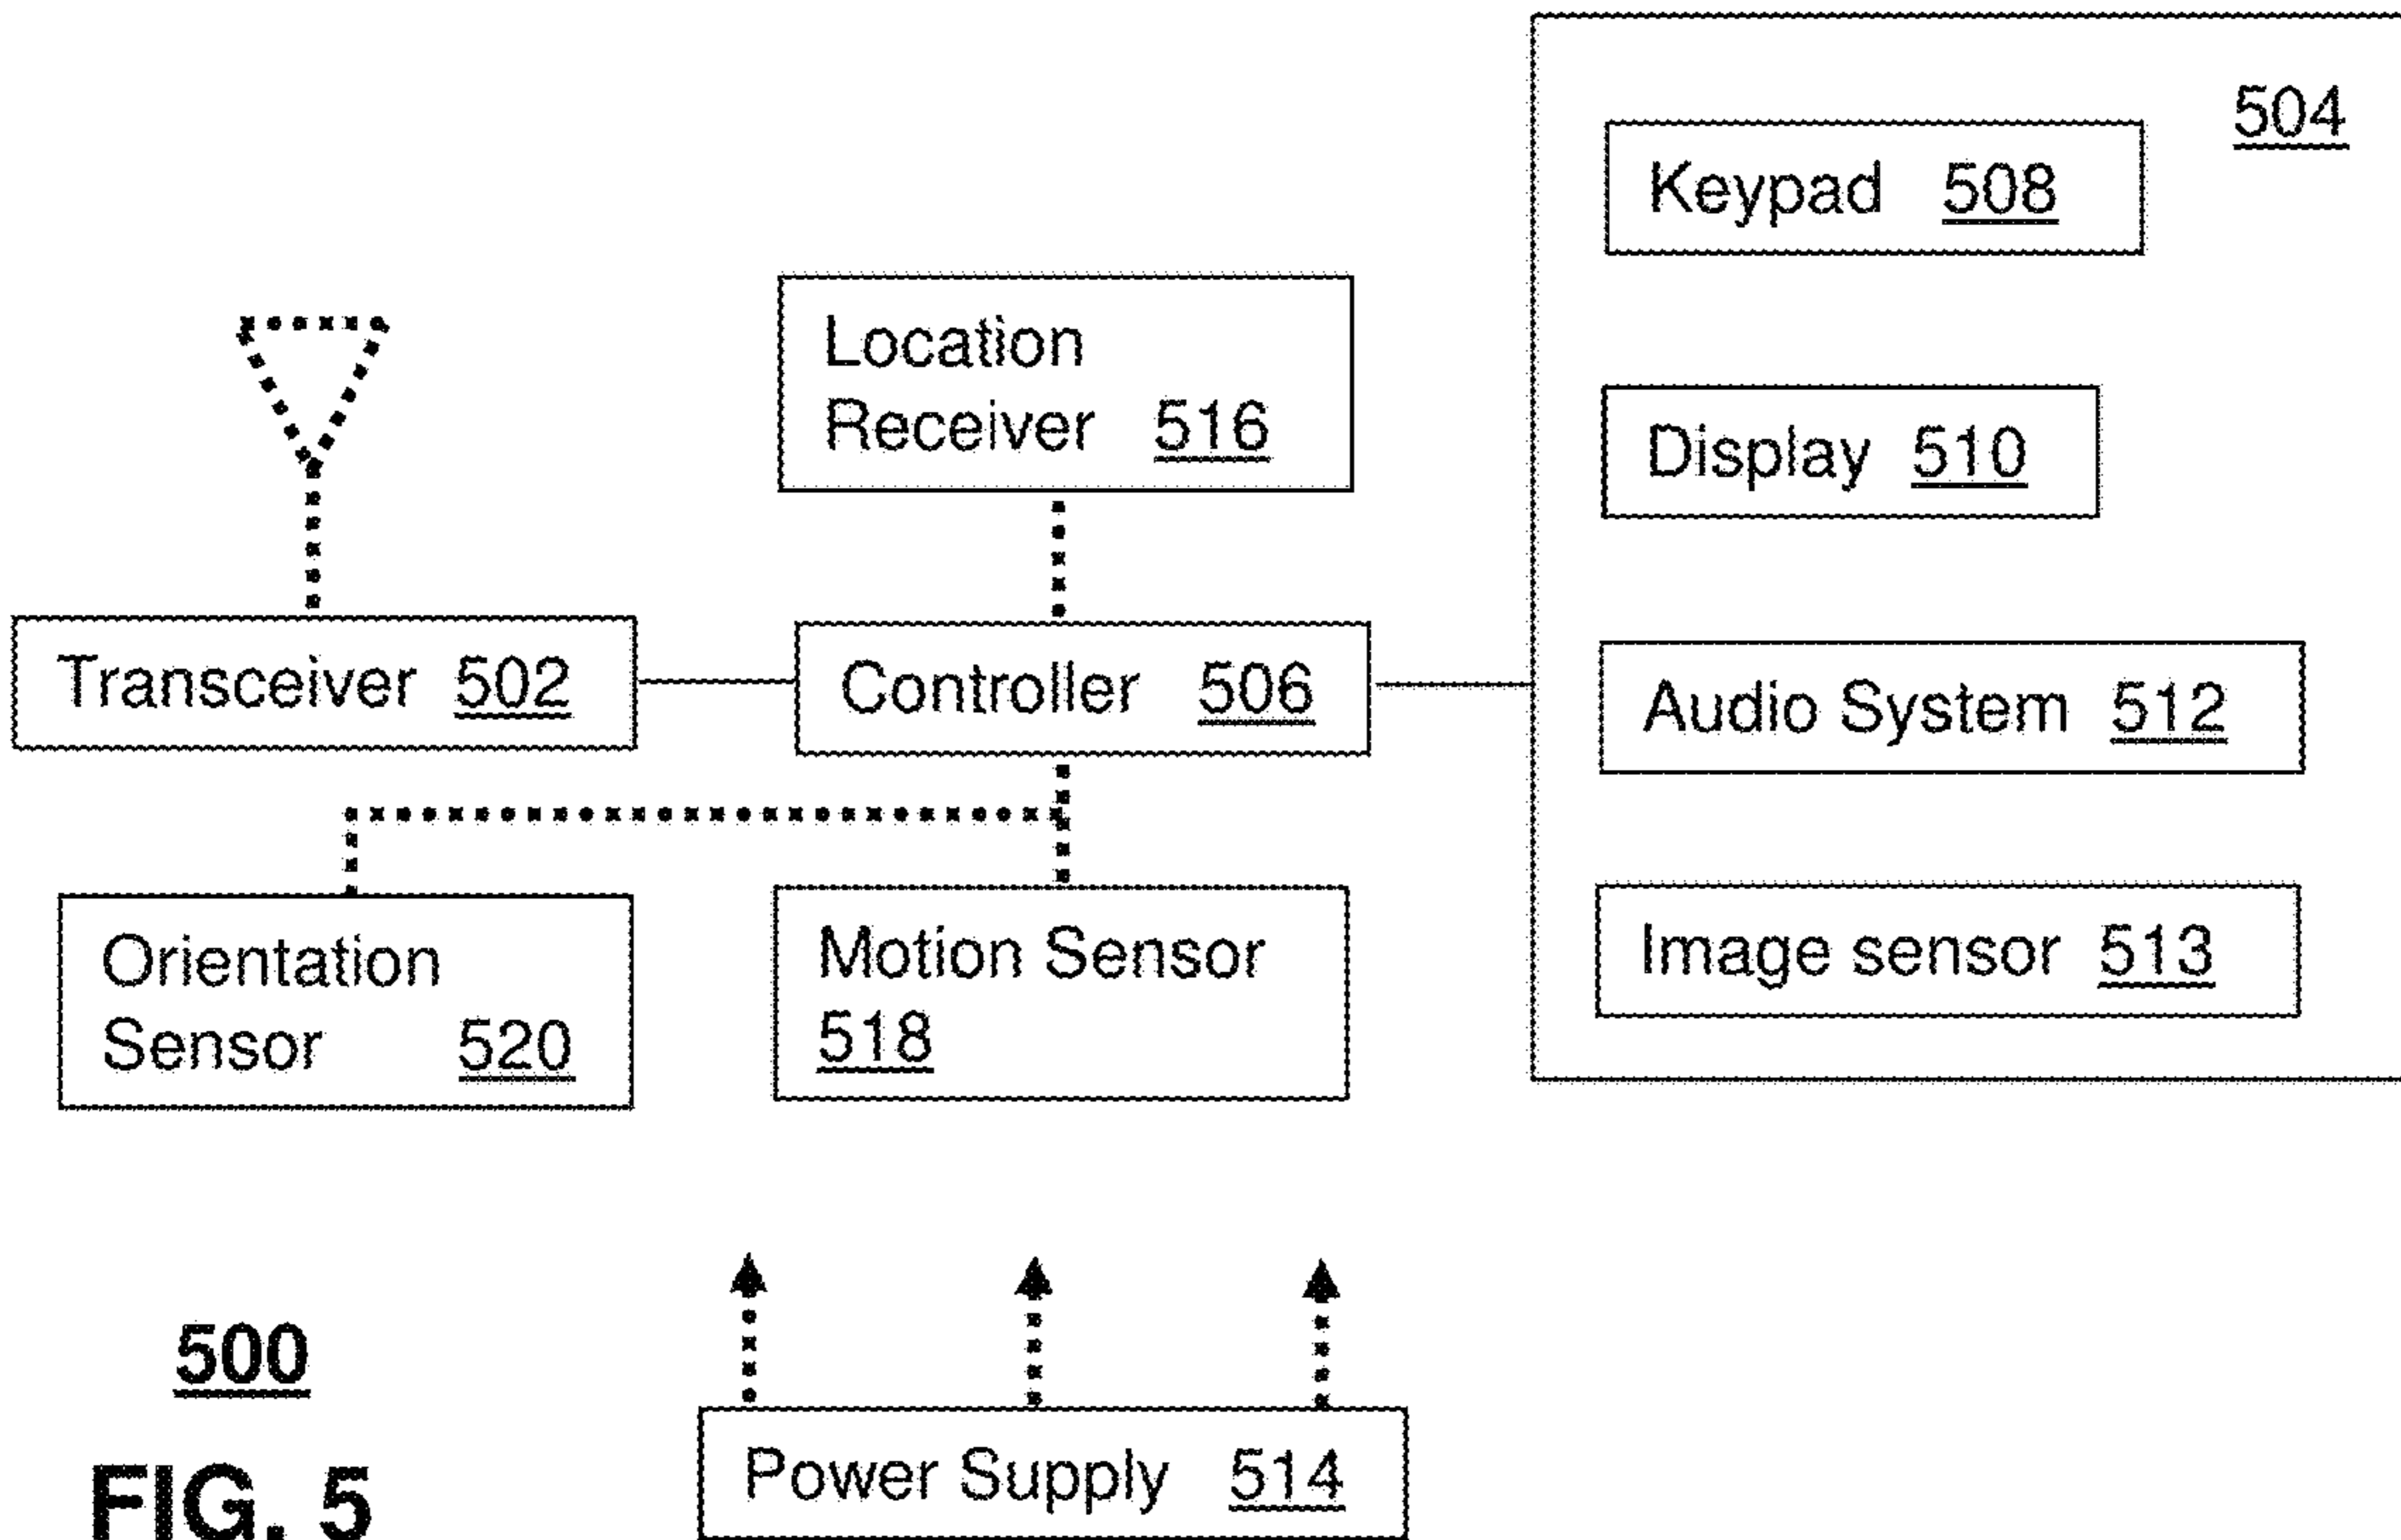 504
Keypad 508
Location
Receiver 516
Display 510
Transceiver 502
Controller 506
Audio System 512
Orientation
Sensor 520
Motion Sensor
518
Image sensor 513
500
FIG. 5
Power Supply 514